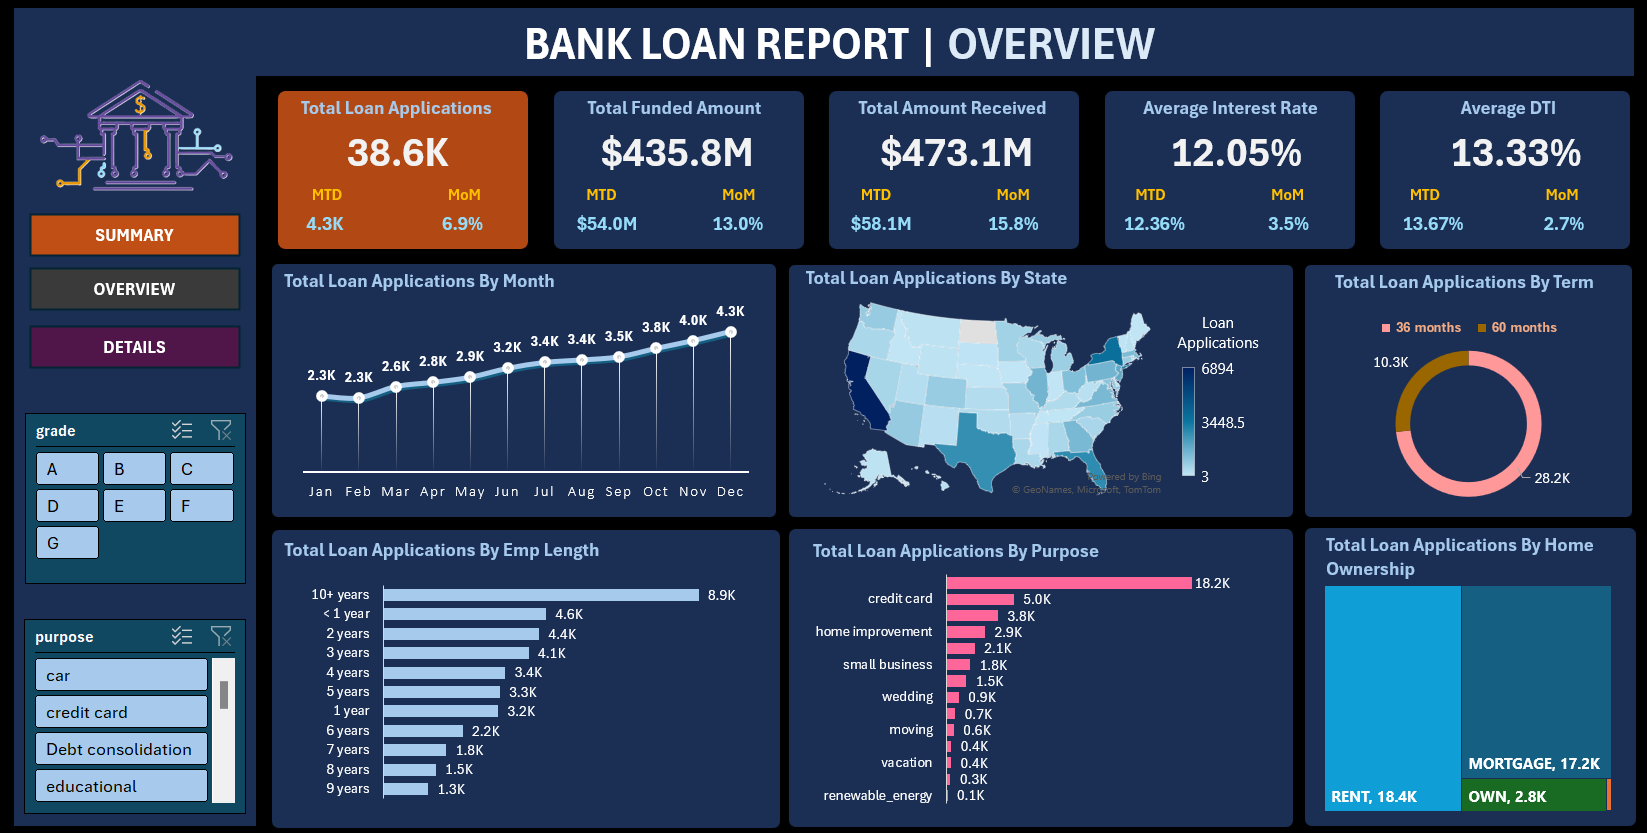 BANK LOAN REPORT | OVERVIEW
$
SUMMARY
OVERVIEW
DETAILS
grade
A
B
C
D
E
F
G
purpose
car
credit card
Debt consolidation
educational
Total Loan Applications
38.6K
MTD
MoM
4.3K
6.9%
Total Funded Amount
$435.8M
MTD
MoM
$54.0M
13.0%
Total Amount Received
$473.1M
MTD
MoM
$58.1M
15.8%
Average Interest Rate
12.05%
MTD
MoM
12.36%
3.5%
Average DTI
13.33%
MTD
MoM
13.67%
2.7%
Total Loan Applications By Month
2.3K
2.3K
2.6K
2.8K
2.9K
3.2K
3.4K
3.4K
3.5K
3.8K
4.0K
4.3K
Jan Feb Mar Apr May Jun Jul Aug Sep Oct Nov Dec
Total Loan Applications By State
Loan
Applications
6894
3448.5
3
Powered by Bing
© GeoNames, Microsoft, TomTom
Total Loan Applications By Term
36 months
60 months
10.3K
28.2K
Total Loan Applications By Emp Length
10+ years 8.9K
< 1 year 4.6K
2 years 4.4K
3 years 4.1K
4 years 3.4K
5 years 3.3K
1 year 3.2K
6 years 2.2K
7 years 1.8K
8 years 1.5K
9 years 1.3K
Total Loan Applications By Purpose
18.2K
credit card 5.0K
3.8K
home improvement 2.9K
2.1K
small business 1.8K
1.5K
wedding 0.9K
0.7K
moving 0.6K
0.4K
vacation 0.4K
0.3K
renewable_energy 0.1K
Total Loan Applications By Home
Ownership
RENT, 18.4K
MORTGAGE, 17.2K
OWN, 2.8K